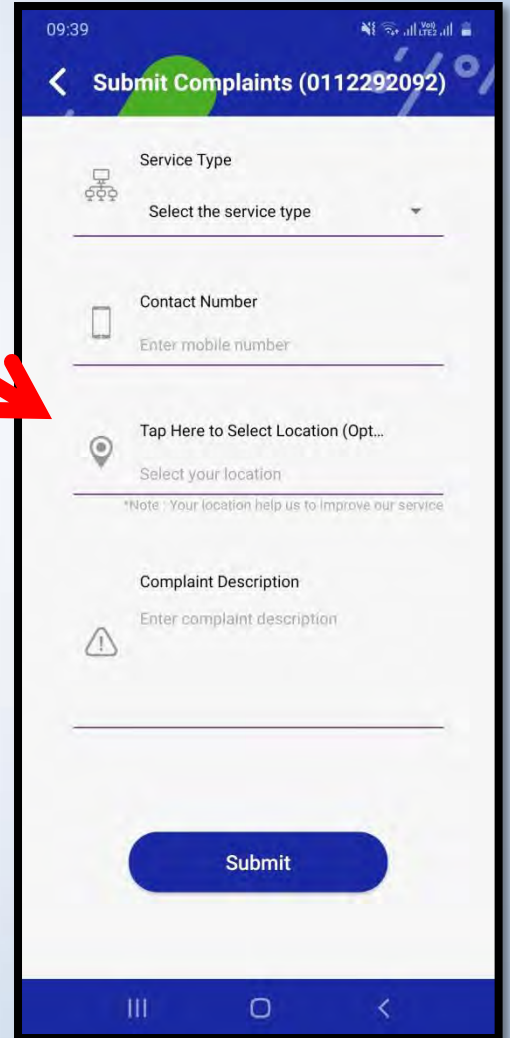 09:39
Submit Complaints (0112292092)
Service Type
Select the service type
Contact Number
Enter mobile number
Tap Here to Select Location (Opt...
Select your location
*Note : Your location help us to improve our service
Complaint Description
Enter complaint description
Submit